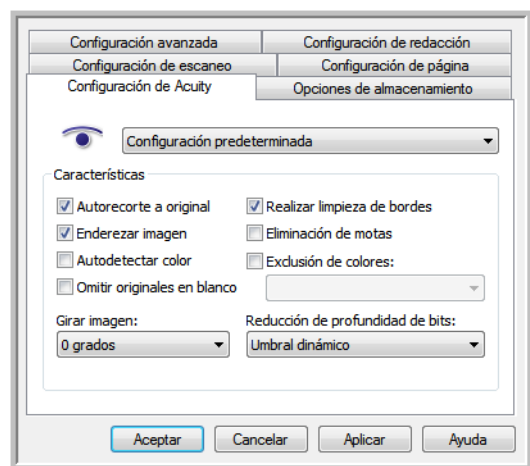 Configuración avanzada
Configuración de redacción
Configuración de escaneo
Configuración de página
Configuración de Acuity
Opciones de almacenamiento
Configuración predeterminada
Características
Autorecorte a original
Realizar limpieza de bordes
Enderezar imagen
Eliminación de motas
Autodetectar color
Exclusión de colores:
Omitir originales en blanco
Girar imagen:
Reducción de profundidad de bits:
0 grados
Umbral dinámico
Aceptar
Cancelar
Aplicar
Ayuda